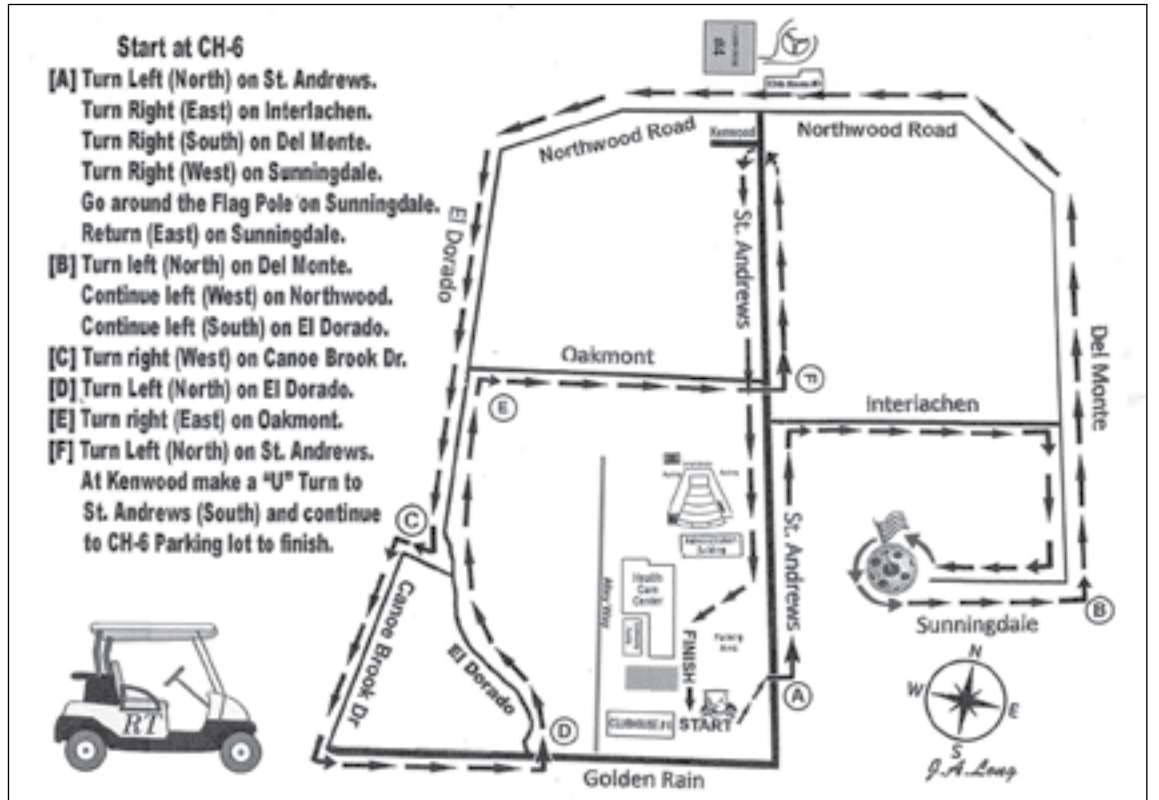 Start at CH-6
[A] Turn Left (North) on St. Andrews.
Turn Right (East) on Interlachen.
Turn Right (South) on Del Monte.
Turn Right (West) on Sunningdale.
Go around the Flag Pole on Sunningdale.
Return (East) on Sunningdale.
[B] Turn left (North) on Del Monte.
Continue left (West) on Northwood.
Continue left (South) on El Dorado.
[C] Turn right (West) on Canoe Brook Dr.
[D] Turn Left (North) on El Dorado.
[E] Turn right (East) on Oakmont.
[F] Turn Left (North) on St. Andrews.
At Kenwood make a “U” Turn to
St. Andrews (South) and continue
to CH-6 Parking lot to finish.
RT
Northwood Road
Kenwood
Northwood Road
El Dorado
St. Andrews
Oakmont
F
E
Interlachen
Del Monte
C
Administration
Building
Health
Care
Center
St. Andrews
Canoe Brook Dr
El Dorado
FINISH
Parking
Area
A
B
Sunningdale
D
START
Golden Rain
N
W
E
S
J.A.Long